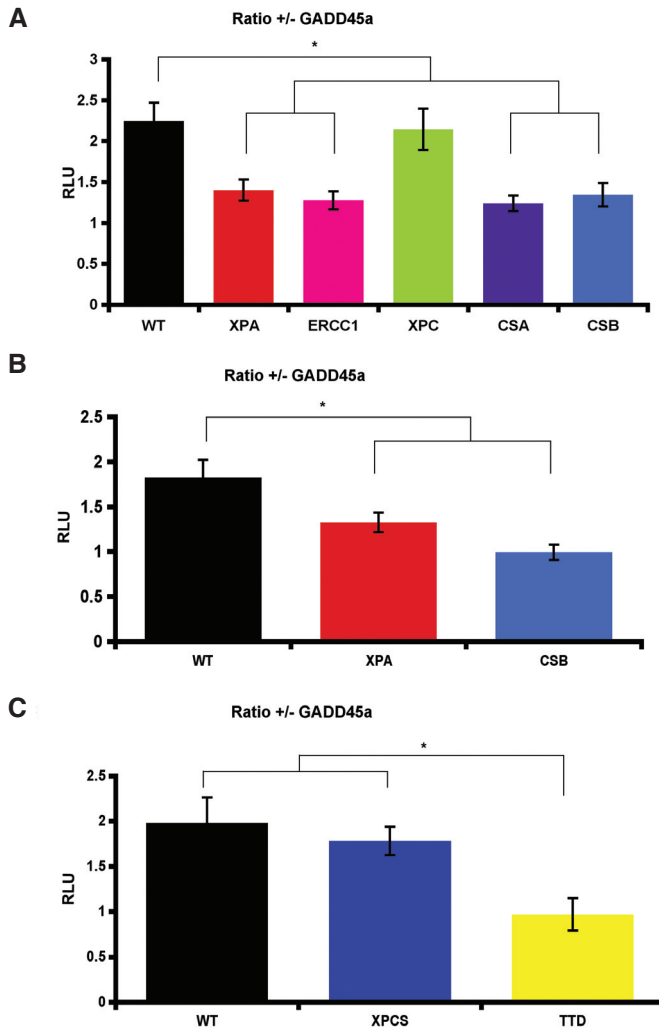 A
Ratio +/- GADD45a
*
3
2.5
2
1.5
1
0.5
0
RLU
WT XPA ERCC1 XPC CSA CSB
B
Ratio +/- GADD45a
*
2.5
2
1.5
1
0.5
0
RLU
WT XPA CSB
C
Ratio +/- GADD45a
*
2.5
2
1.5
1
0.5
0
RLU
WT XPCS TTD